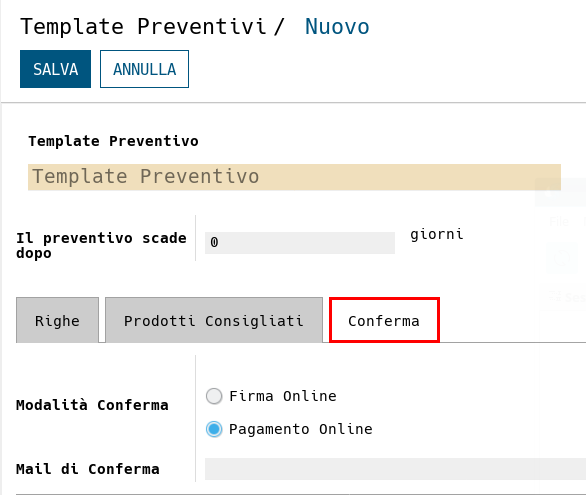 Template Preventivi / Nuovo
SALVA ANNULLA
Template Preventivo
Template Preventivo
Il preventivo scade dopo
0 giorni
Righe Prodotti Consigliati Conferma
Modalità Conferma
Firma Online
Pagamento Online
Mail di Conferma